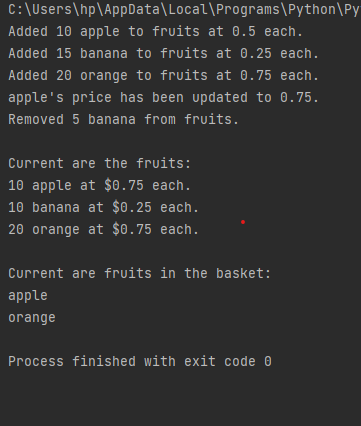 C:\Users\hp\AppData\Local\Programs\Python\Py
Added 10 apple to fruits at 0.5 each.
Added 15 banana to fruits at 0.25 each.
Added 20 orange to fruits at 0.75 each.
apple's price has been updated to 0.75.
Removed 5 banana from fruits.
Current are the fruits:
10 apple at $0.75 each.
10 banana at $0.25 each.
20 orange at $0.75 each.
Current are fruits in the basket:
apple
orange
Process finished with exit code 0